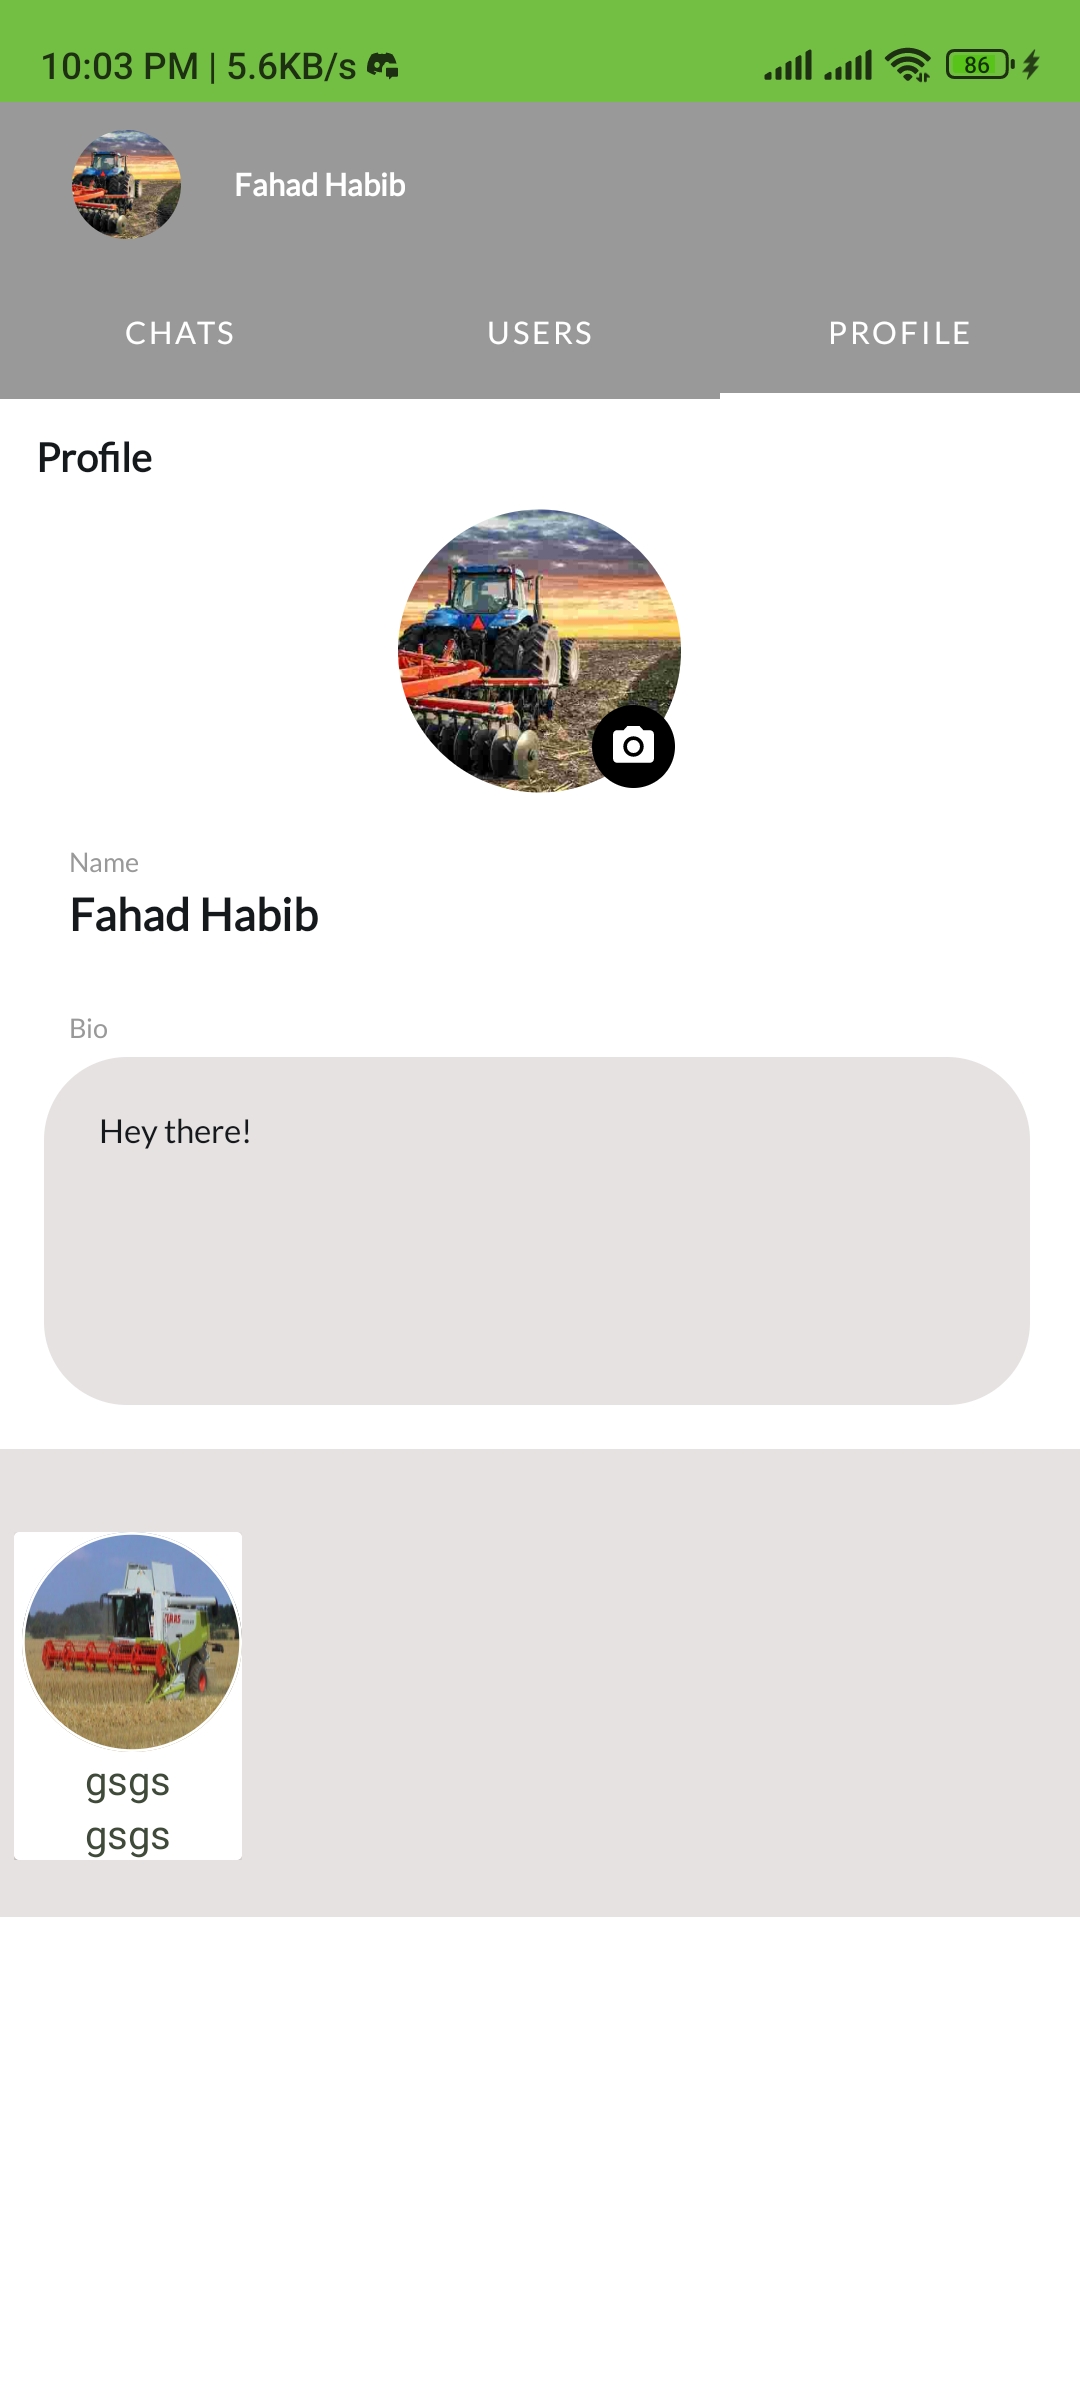 10:03 PM | 5.6KB/s
86
Fahad Habib
CHATS
USERS
PROFILE
Profile
Name
Fahad Habib
Bio
Hey there!
CLAAS
gsgs
gsgs